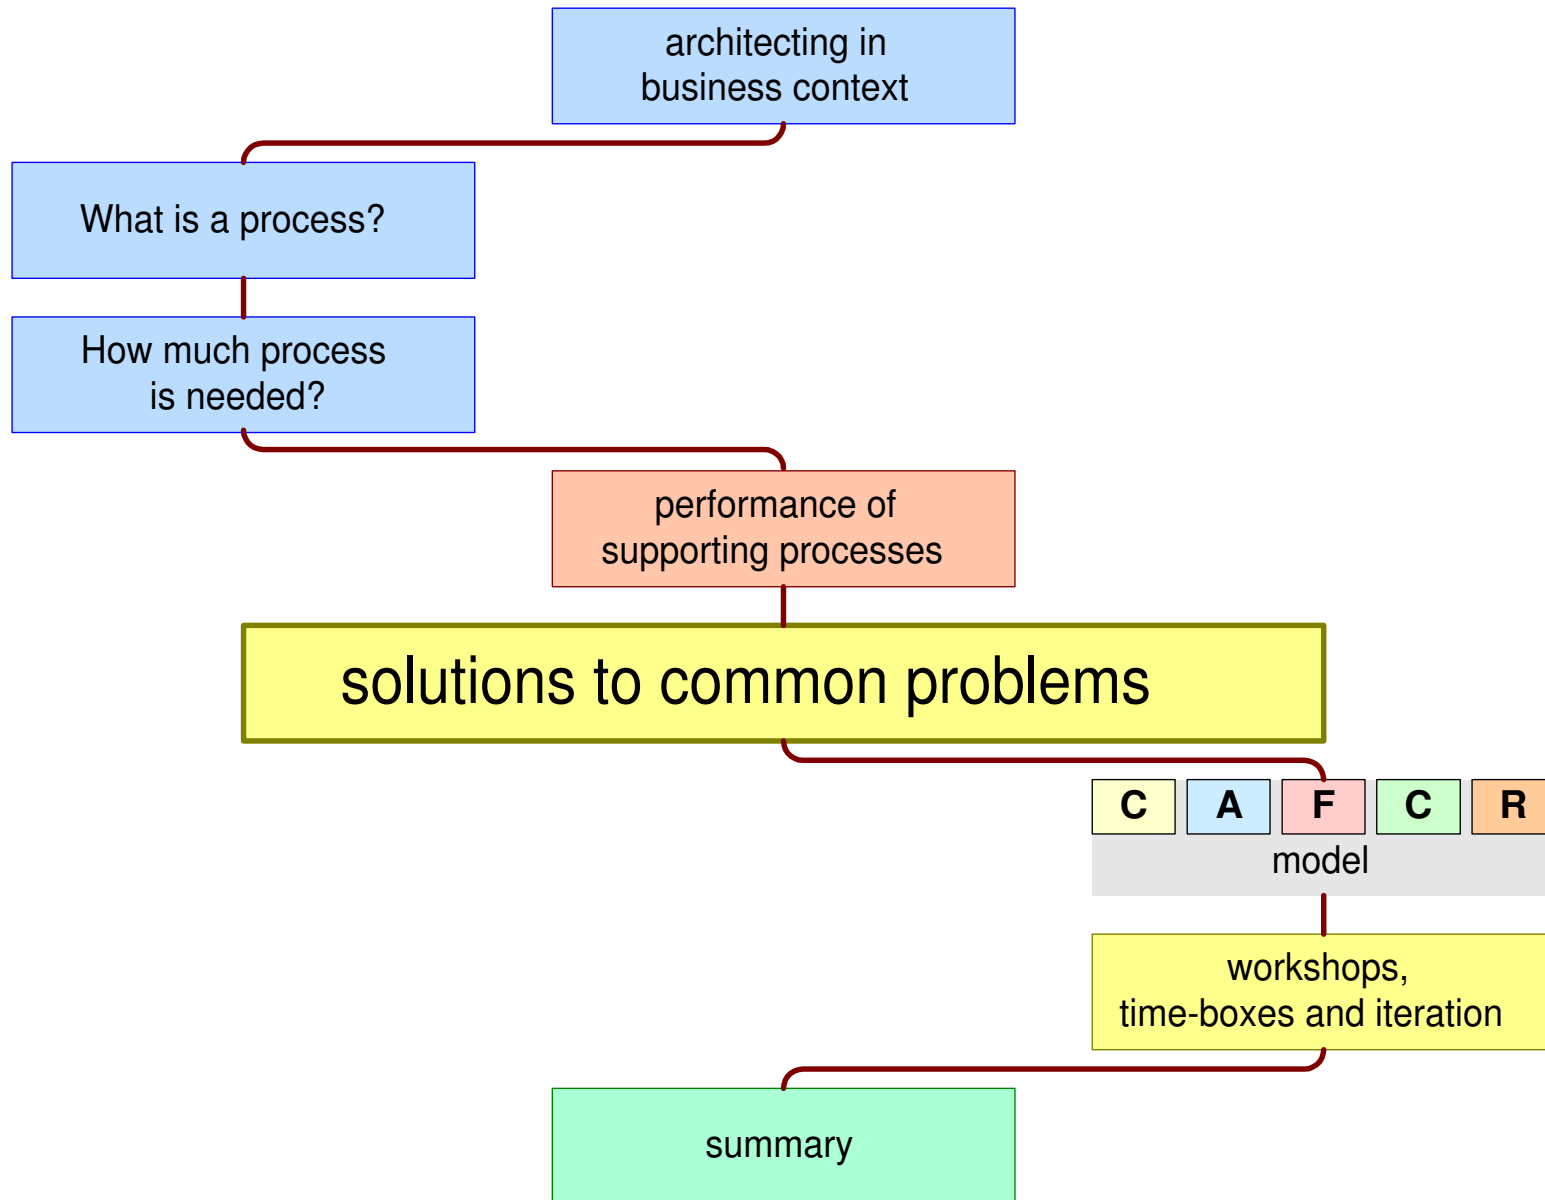 architecting in
business context
What is a process?
How much process
is needed?
performance of
supporting processes
solutions to common problems
C A F C R
model
workshops,
time-boxes and iteration
summary